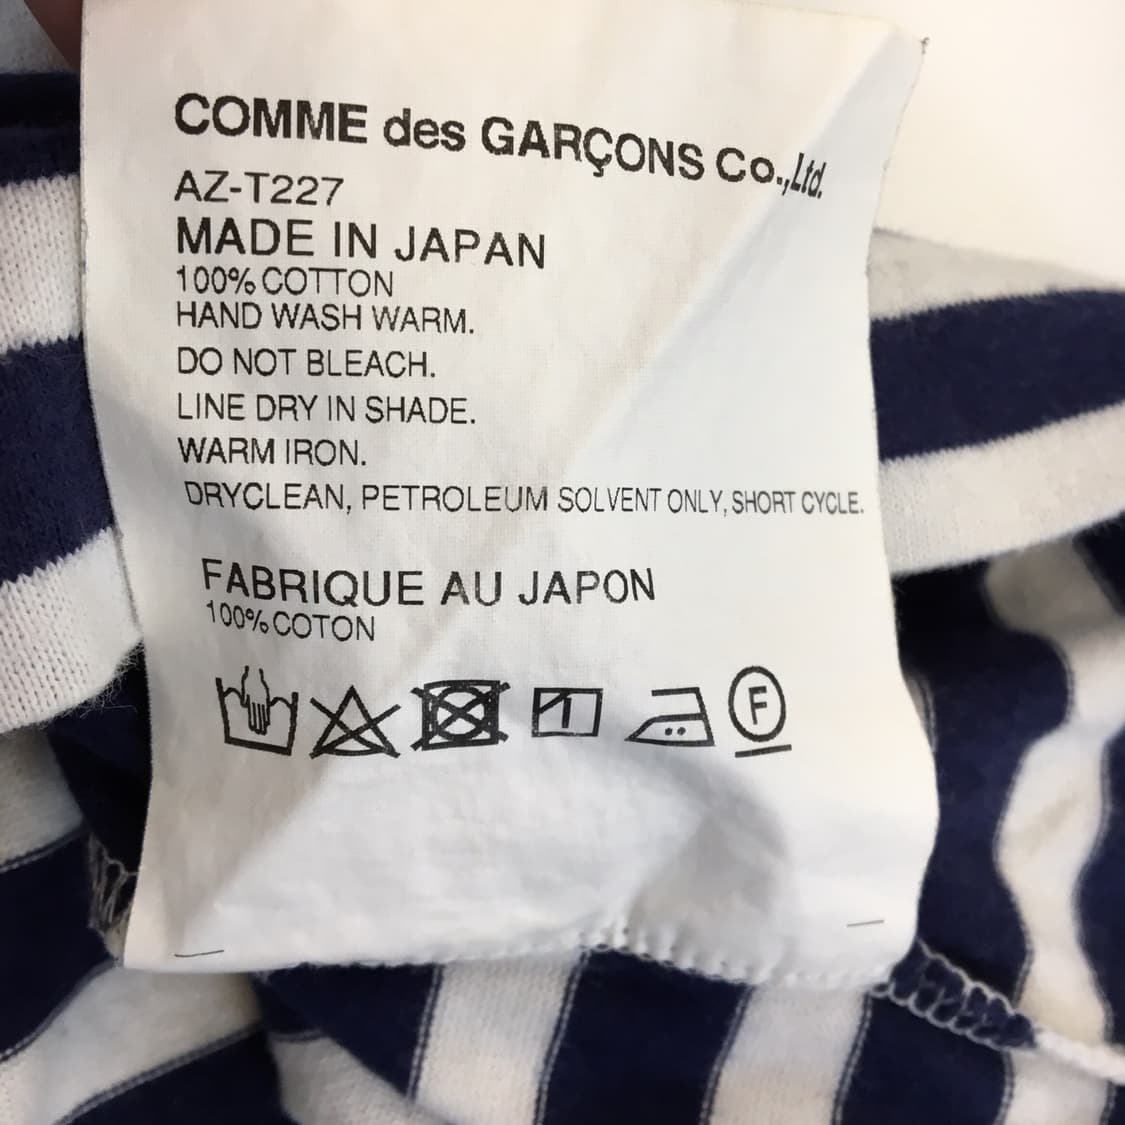 COMME des GARÇONS Co.,Ltd.
AZ-T227
MADE IN JAPAN
100% COTTON
HAND WASH WARM.
DO NOT BLEACH.
LINE DRY IN SHADE.
WARM IRON.
DRYCLEAN, PETROLEUM SOLVENT ONLY, SHORT CYCLE.
FABRIQUE AU JAPON
100% COTON
F